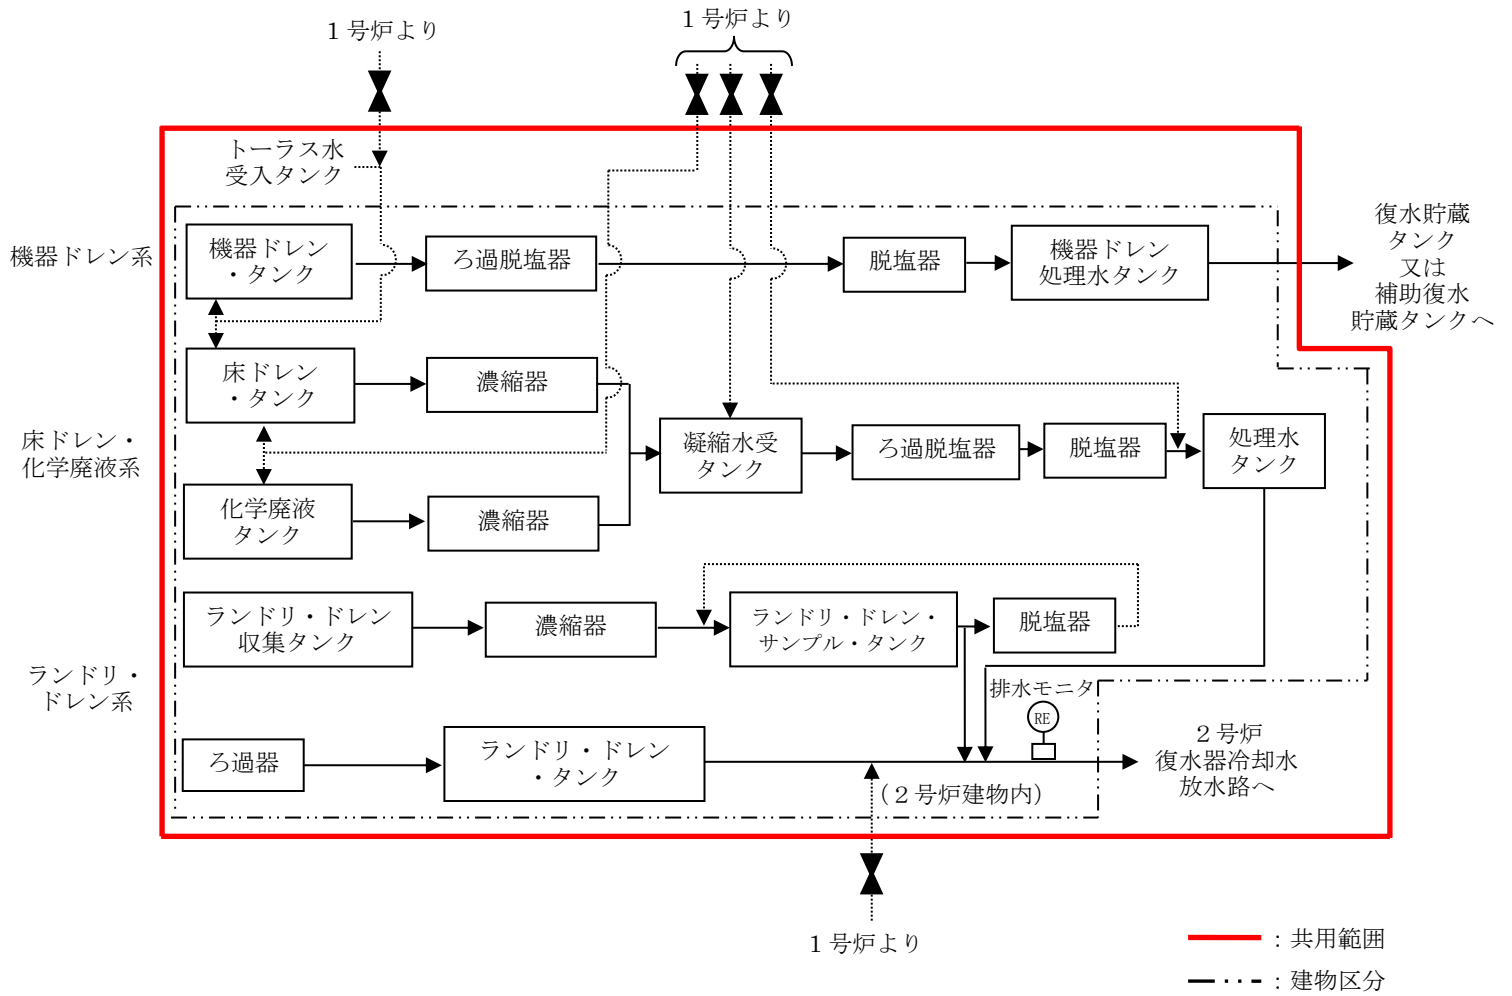 1号炉より
1号炉より
トーラス水
受入タンク
機器ドレン系
機器ドレン
・タンク
ろ過脱塩器
脱塩器
機器ドレン
処理水タンク
復水貯蔵
タンク
又は
補助復水
貯蔵タンクへ
床ドレン
・タンク
濃縮器
床ドレン・
化学廃液系
凝縮水受
タンク
ろ過脱塩器
脱塩器
処理水
タンク
化学廃液
タンク
濃縮器
ランドリ・ドレン
収集タンク
濃縮器
ランドリ・ドレン・
サンプル・タンク
脱塩器
ランドリ・
ドレン系
排水モニタ
RE
ろ過器
ランドリ・ドレン
・タンク
(2号炉建物内)
2号炉
復水器冷却水
放水路へ
1号炉より
:共用範囲
:建物区分